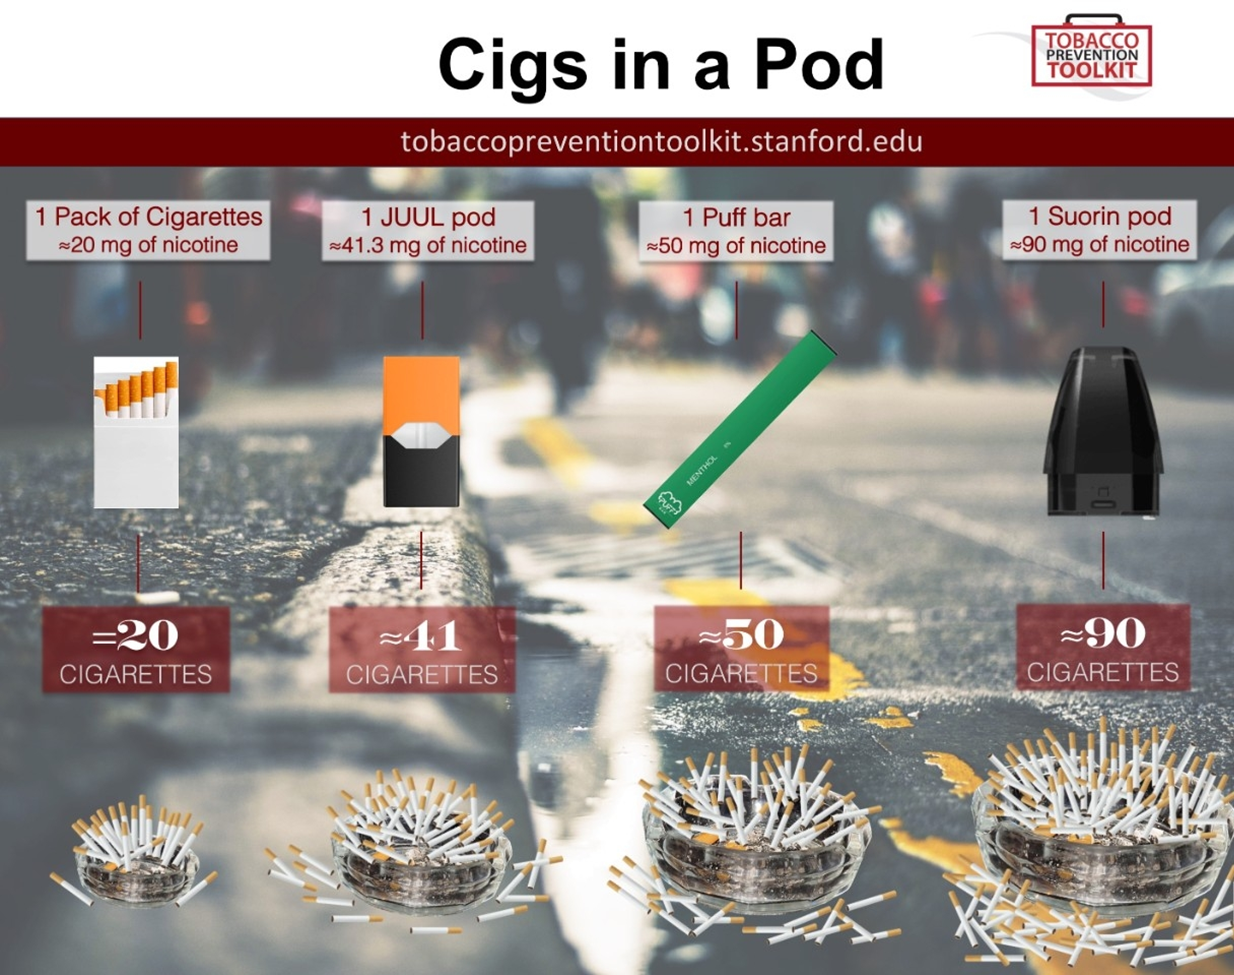 Cigs in a Pod
TOBACCO
PREVENTION
TOOLKIT
tobaccopreventiontoolkit.stanford.edu
1 Pack of Cigarettes
≈20 mg of nicotine
1 JUUL pod
≈41.3 mg of nicotine
1 Puff bar
≈50 mg of nicotine
1 Suorin pod
≈90 mg of nicotine
MENTHOL
PUFF
=20
CIGARETTES
≈41
CIGARETTES
≈50
CIGARETTES
≈90
CIGARETTES